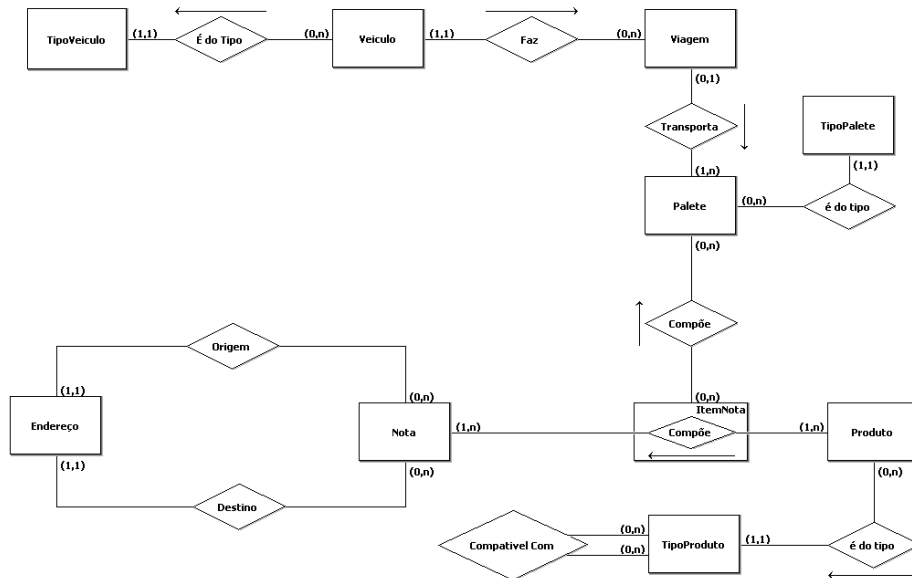 TipoVeiculo (1,1) É do Tipo (0,n) Veiculo (1,1) Faz (0,n) Viagem
(0,1)
Transporta
TipoPalete
(1,1)
(1,n)
Palete (0,n) é do tipo
(0,n)
Compõe
Origem
(1,1)
(0,n)
(0,n)
Endereço
Nota (1,n) Compõe (1,n) Produto
ItemNota
(1,1)
(0,n)
(0,n)
Destino
Compativel Com (0,n) (0,n) TipoProduto (1,1) é do tipo